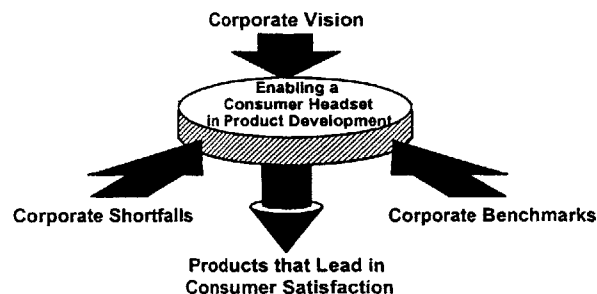 Corporate Vision
Enabling a
Consumer Headset
in Product Development
Corporate Shortfalls
Corporate Benchmarks
Products that Lead in
Consumer Satisfaction